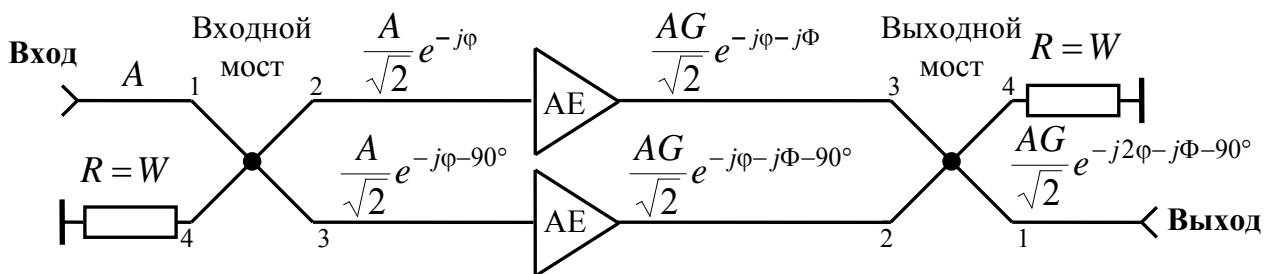 Входной
мост
Выходной
мост
Вход
A
1
2
A/√2 e^{-jφ}
AE
AG/√2 e^{-jφ-jΦ}
3
4
R = W
R = W
4
3
A/√2 e^{-jφ-90°}
AE
AG/√2 e^{-jφ-jΦ-90°}
2
1
AG/√2 e^{-j2φ-jΦ-90°}
Выход